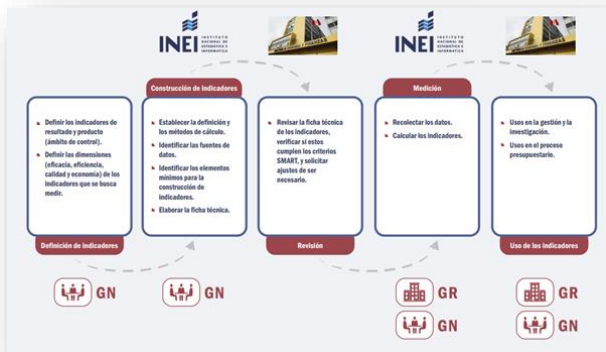 INEI
INSTITUTO
NACIONAL DE
ESTADÍSTICA E
INFORMÁTICA
INEI
INSTITUTO
NACIONAL DE
ESTADÍSTICA E
INFORMÁTICA
Definir los indicadores de
resultado y producto
(ámbito de control).
Definir las dimensiones
(eficacia, eficiencia,
calidad y economía) de los
indicadores que se busca
medir.
Definición de indicadores
GN
Construcción de indicadores
Establecer la definición y
los métodos de cálculo.
Identificar las fuentes de
datos.
Identificar los elementos
mínimos para la
construcción de
indicadores.
Elaborar la ficha técnica.
GN
Revisar la ficha técnica
de los indicadores,
verificar si estos
cumplen los criterios
SMART, y solicitar
ajustes de ser
necesario.
Revisión
Medición
Recolectar los datos.
Calcular los indicadores.
GR
GN
Usos en la gestión y la
investigación.
Usos en el proceso
presupuestario.
Uso de los indicadores
GR
GN